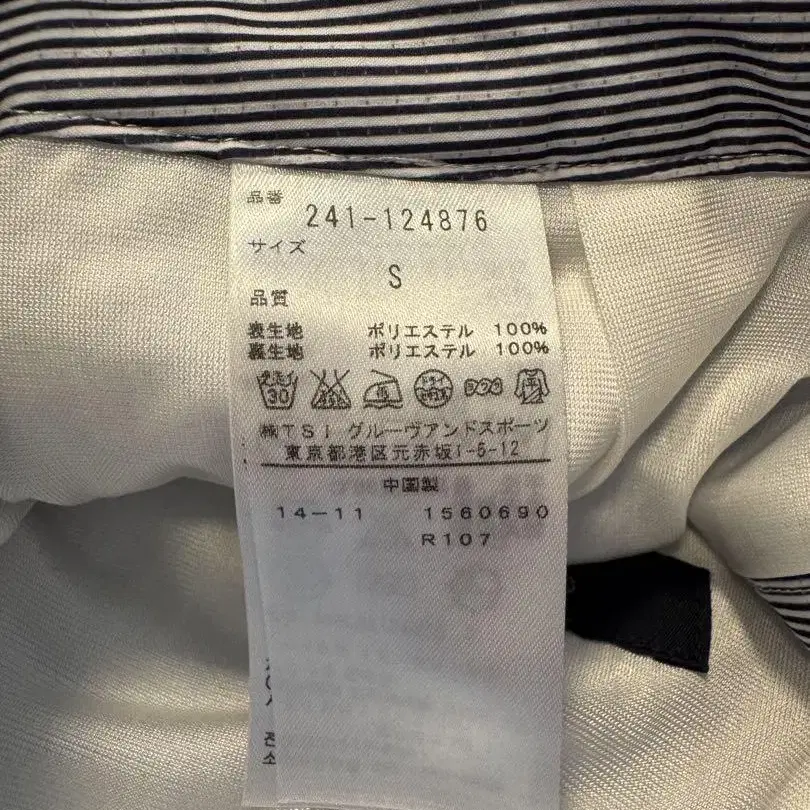 品番
241-124876
サイズ
S
品質
表生地 ポリエステル 100%
裏生地 ポリエステル 100%
30
㈱TSI グルーヴアンドスポーツ
東京都港区元赤坂1-5-12
中国製
14-11 1560690
R107